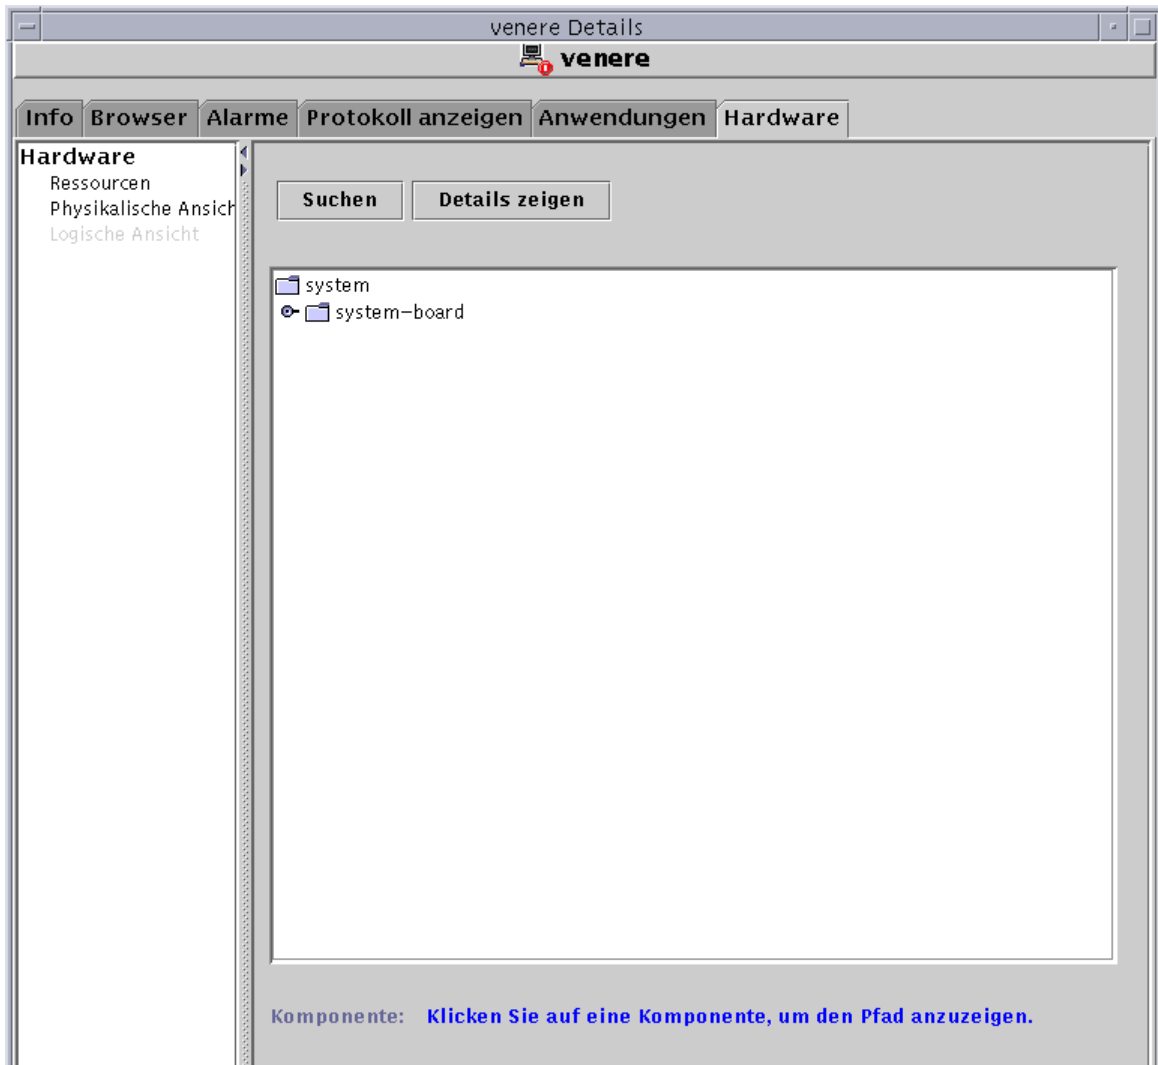 venere Details
venere
Info Browser Alarme Protokoll anzeigen Anwendungen Hardware
Hardware
Ressourcen
Physikalische Ansich
Logische Ansicht
Suchen Details zeigen
system
system-board
Komponente: Klicken Sie auf eine Komponente, um den Pfad anzuzeigen.